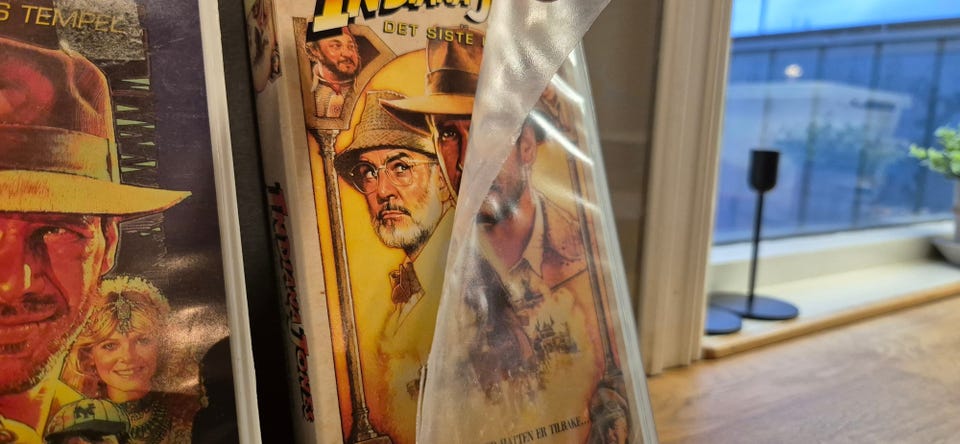 S TEMPEL
INDIANA J
DET SISTE
INDIANA JONES
HATTEN ER TILBAKE...